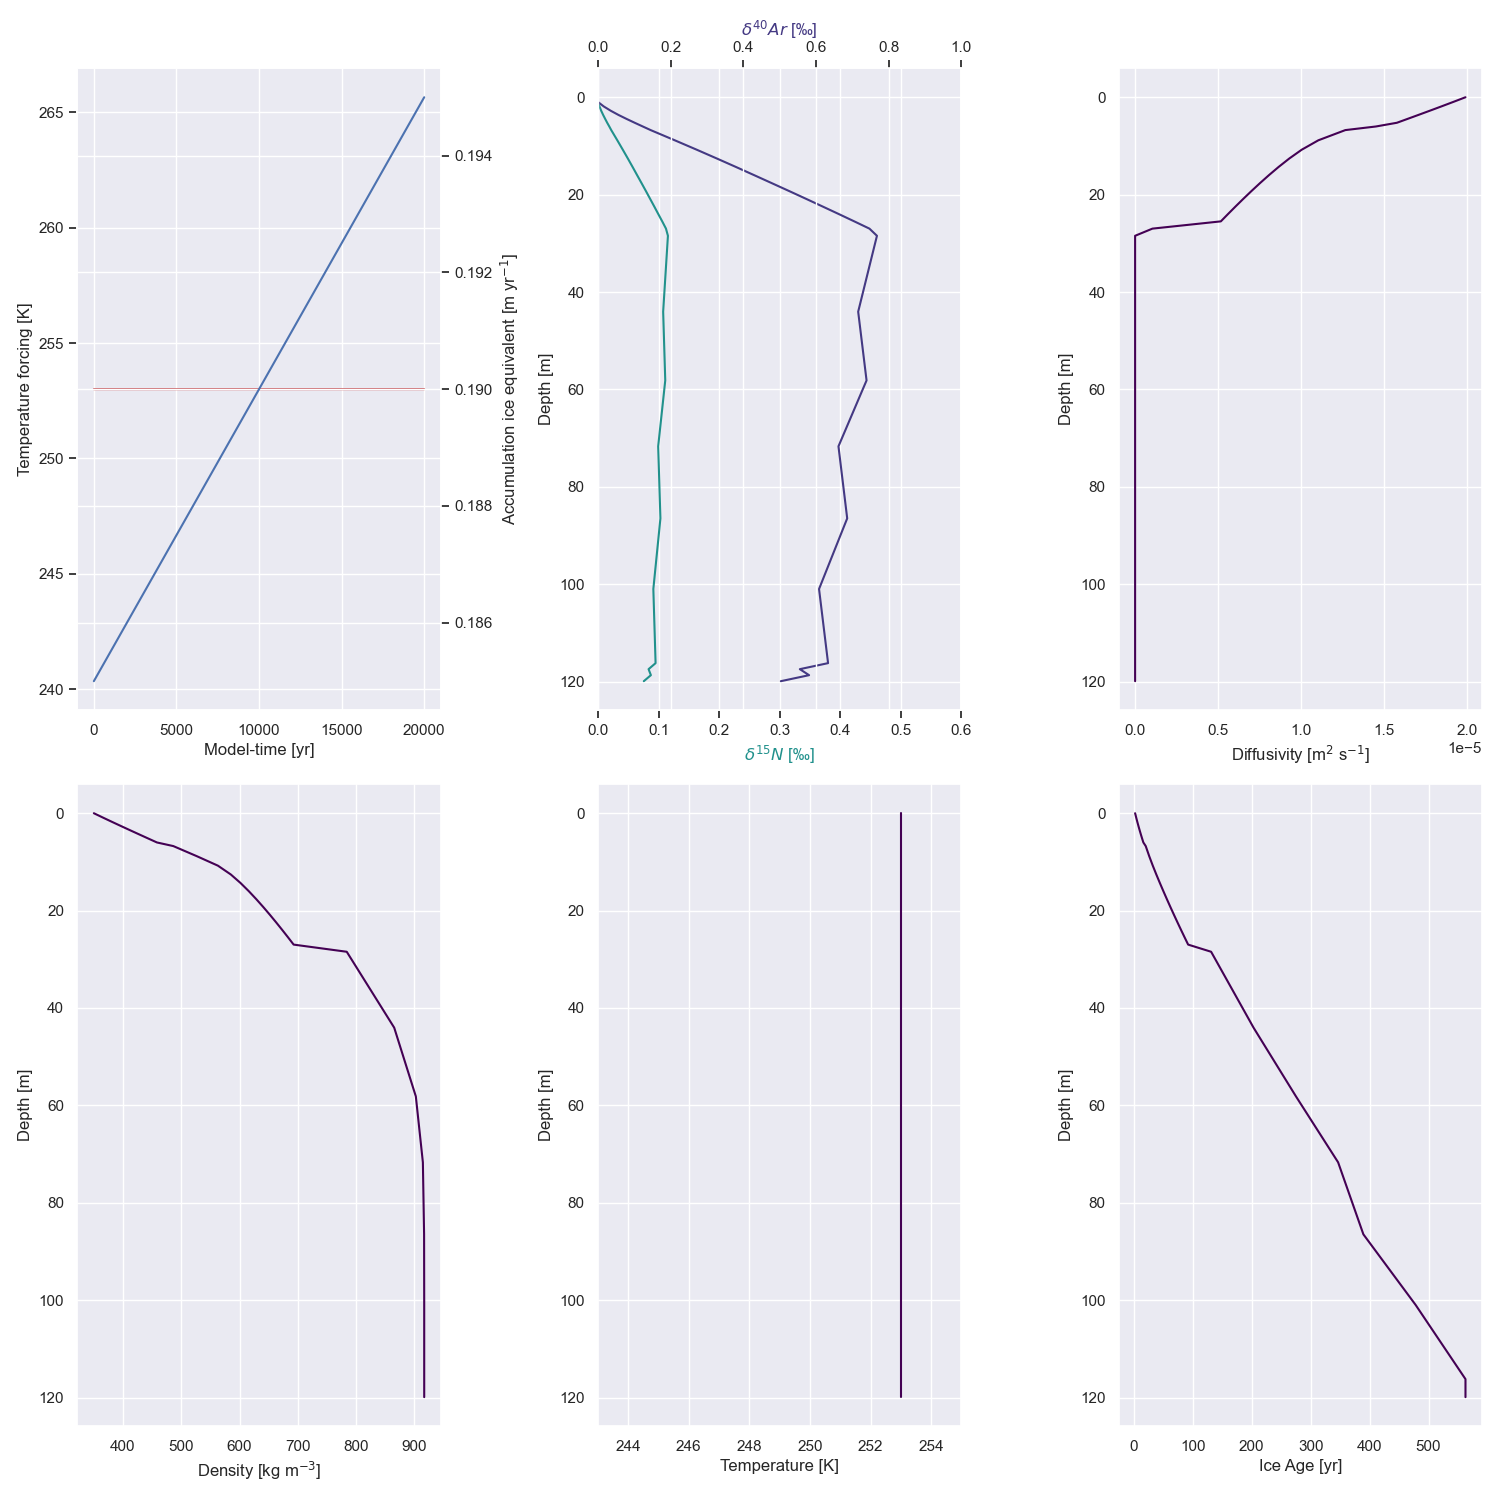 Temperature forcing [K]
265
260
255
250
245
240
0 5000 10000 15000 20000
Model-time [yr]
0.194
0.192
0.190
0.188
0.186
Accumulation ice equivalent [m yr⁻¹]
δ⁴⁰Ar [‰]
0.0 0.2 0.4 0.6 0.8 1.0
Depth [m]
0
20
40
60
80
100
120
0.0 0.1 0.2 0.3 0.4 0.5 0.6
δ¹⁵N [‰]
Depth [m]
0
20
40
60
80
100
120
0.0 0.5 1.0 1.5 2.0
1e−5
Diffusivity [m² s⁻¹]
Depth [m]
0
20
40
60
80
100
120
400 500 600 700 800 900
Density [kg m⁻³]
Depth [m]
0
20
40
60
80
100
120
244 246 248 250 252 254
Temperature [K]
Depth [m]
0
20
40
60
80
100
120
0 100 200 300 400 500
Ice Age [yr]